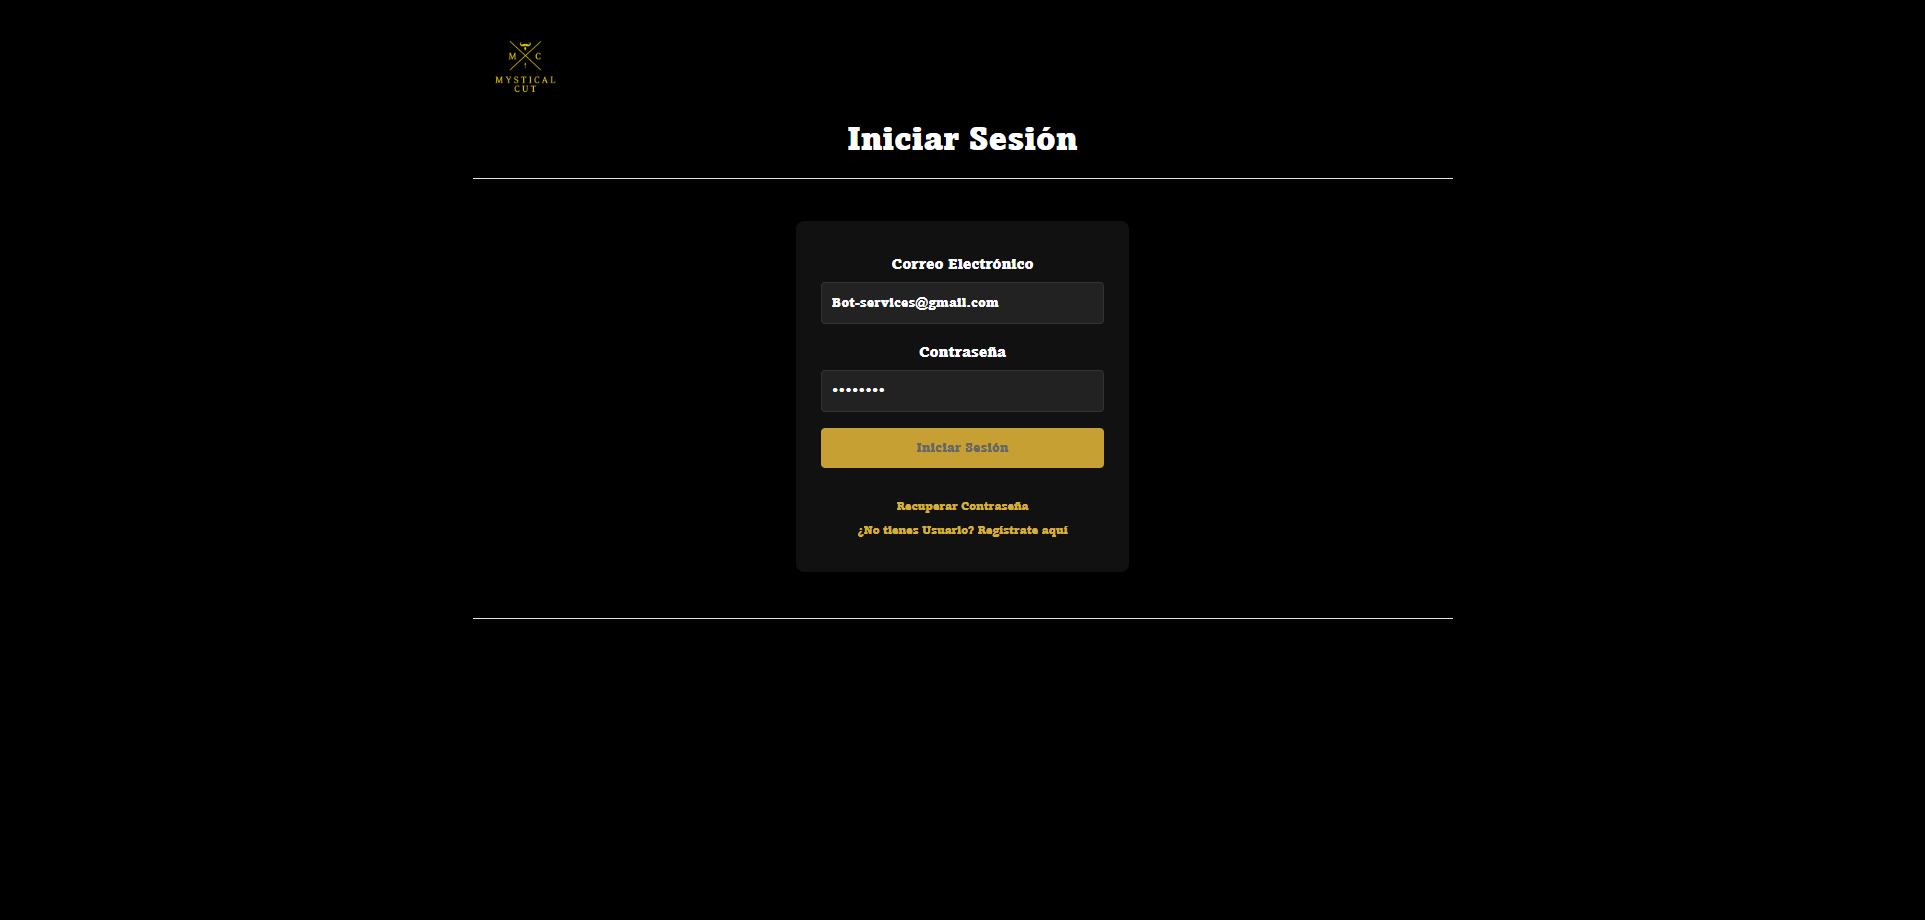 M C
MYSTICAL
CUT
Iniciar Sesión
Correo Electrónico
Bot-services@gmail.com
Contraseña
••••••••
Iniciar Sesión
Recuperar Contraseña
¿No tienes Usuario? Regístrate aquí